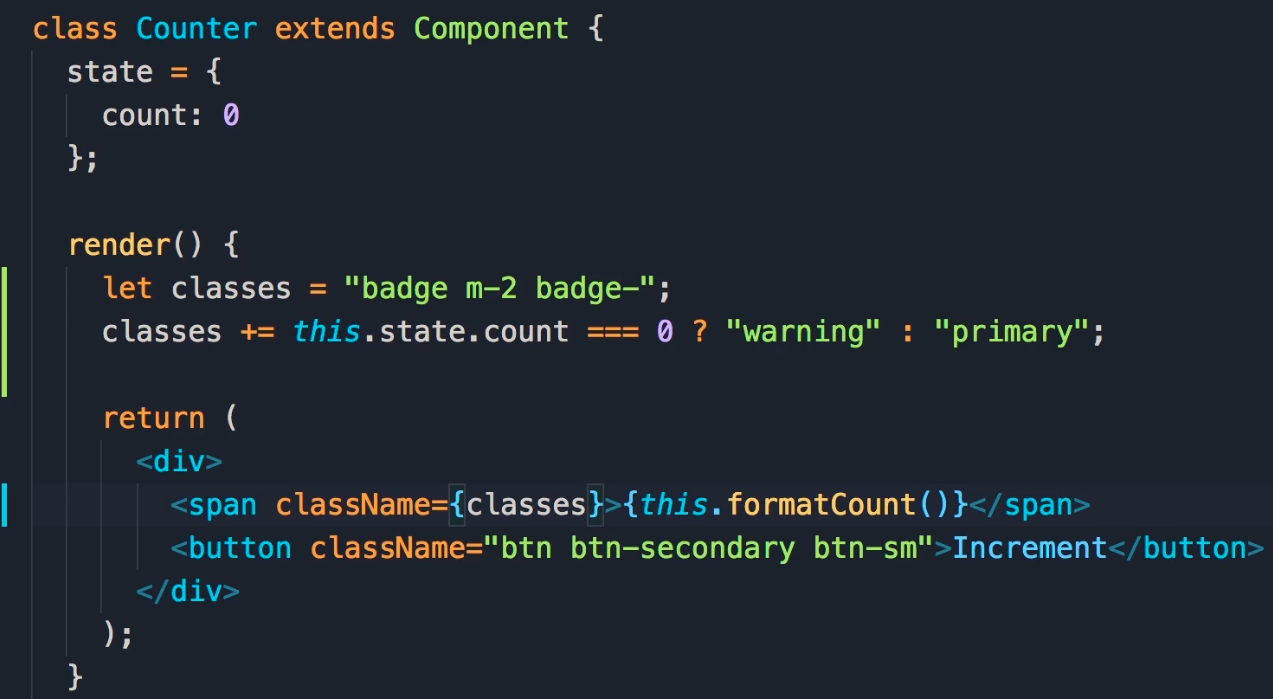 class Counter extends Component {
  state = {
    count: 0
  };

  render() {
    let classes = "badge m-2 badge-";
    classes += this.state.count === 0 ? "warning" : "primary";

    return (
      <div>
        <span className={classes}>{this.formatCount()}</span>
        <button className="btn btn-secondary btn-sm">Increment</button>
      </div>
    );
  }